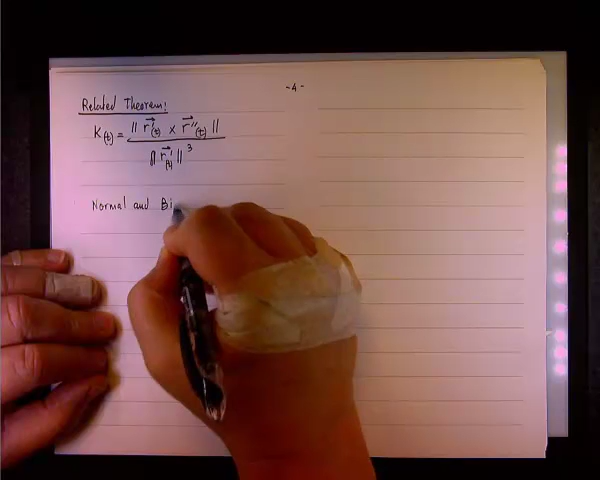 -4-
Related Theorem:
K(t) = ‖ r⃗'(t) × r⃗''(t) ‖
‖ r⃗'(t) ‖³
Normal and Bi